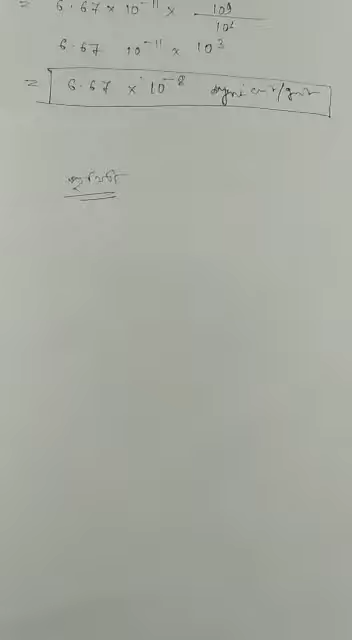 = 6.67 × 10⁻¹¹ × 10⁹/10⁶
6.67 10⁻¹¹ × 10³
= 6.67 × 10⁻⁸ dyne cm²/gm²